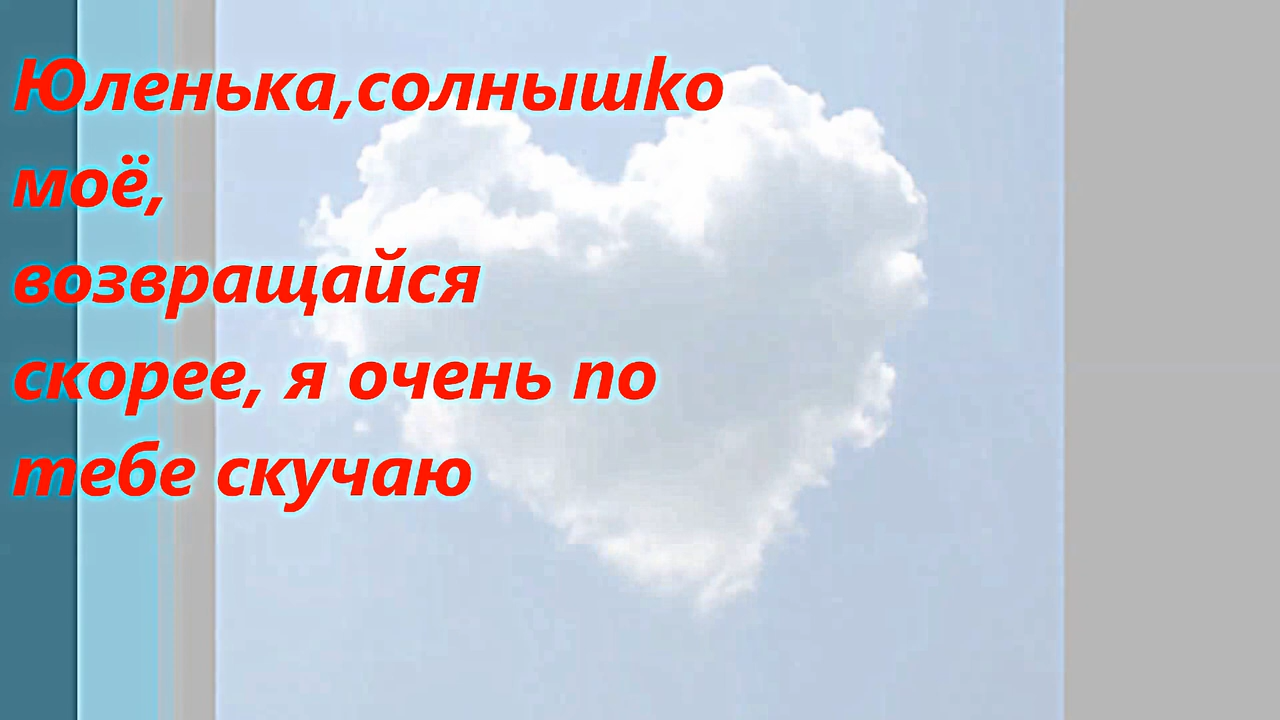 Юленька,солнышко
моё,
возвращайся
скорее, я очень по
тебе скучаю